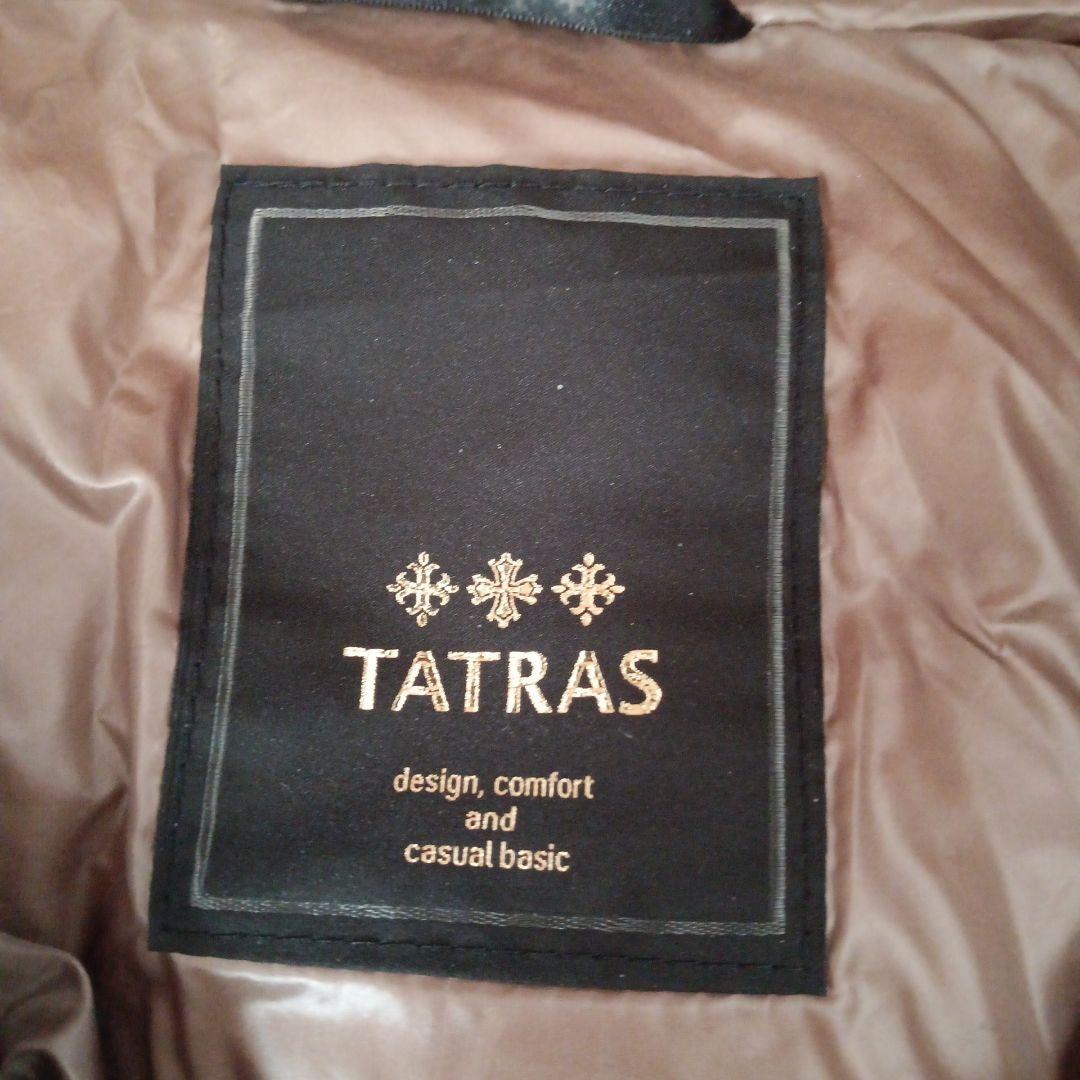 TATRAS
design, comfort
and
casual basic